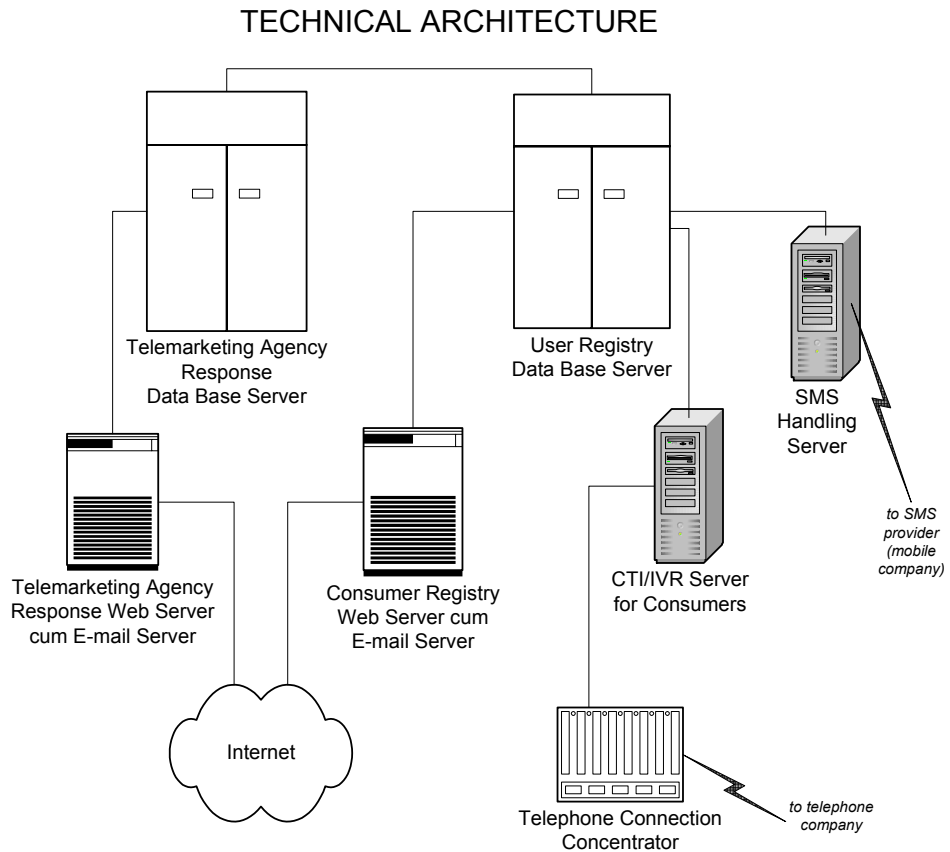 TECHNICAL ARCHITECTURE
Telemarketing Agency
Response
Data Base Server
User Registry
Data Base Server
SMS
Handling
Server
to SMS
provider
(mobile
company)
Telemarketing Agency
Response Web Server
cum E-mail Server
Consumer Registry
Web Server cum
E-mail Server
CTI/IVR Server
for Consumers
Internet
Telephone Connection
Concentrator
to telephone
company